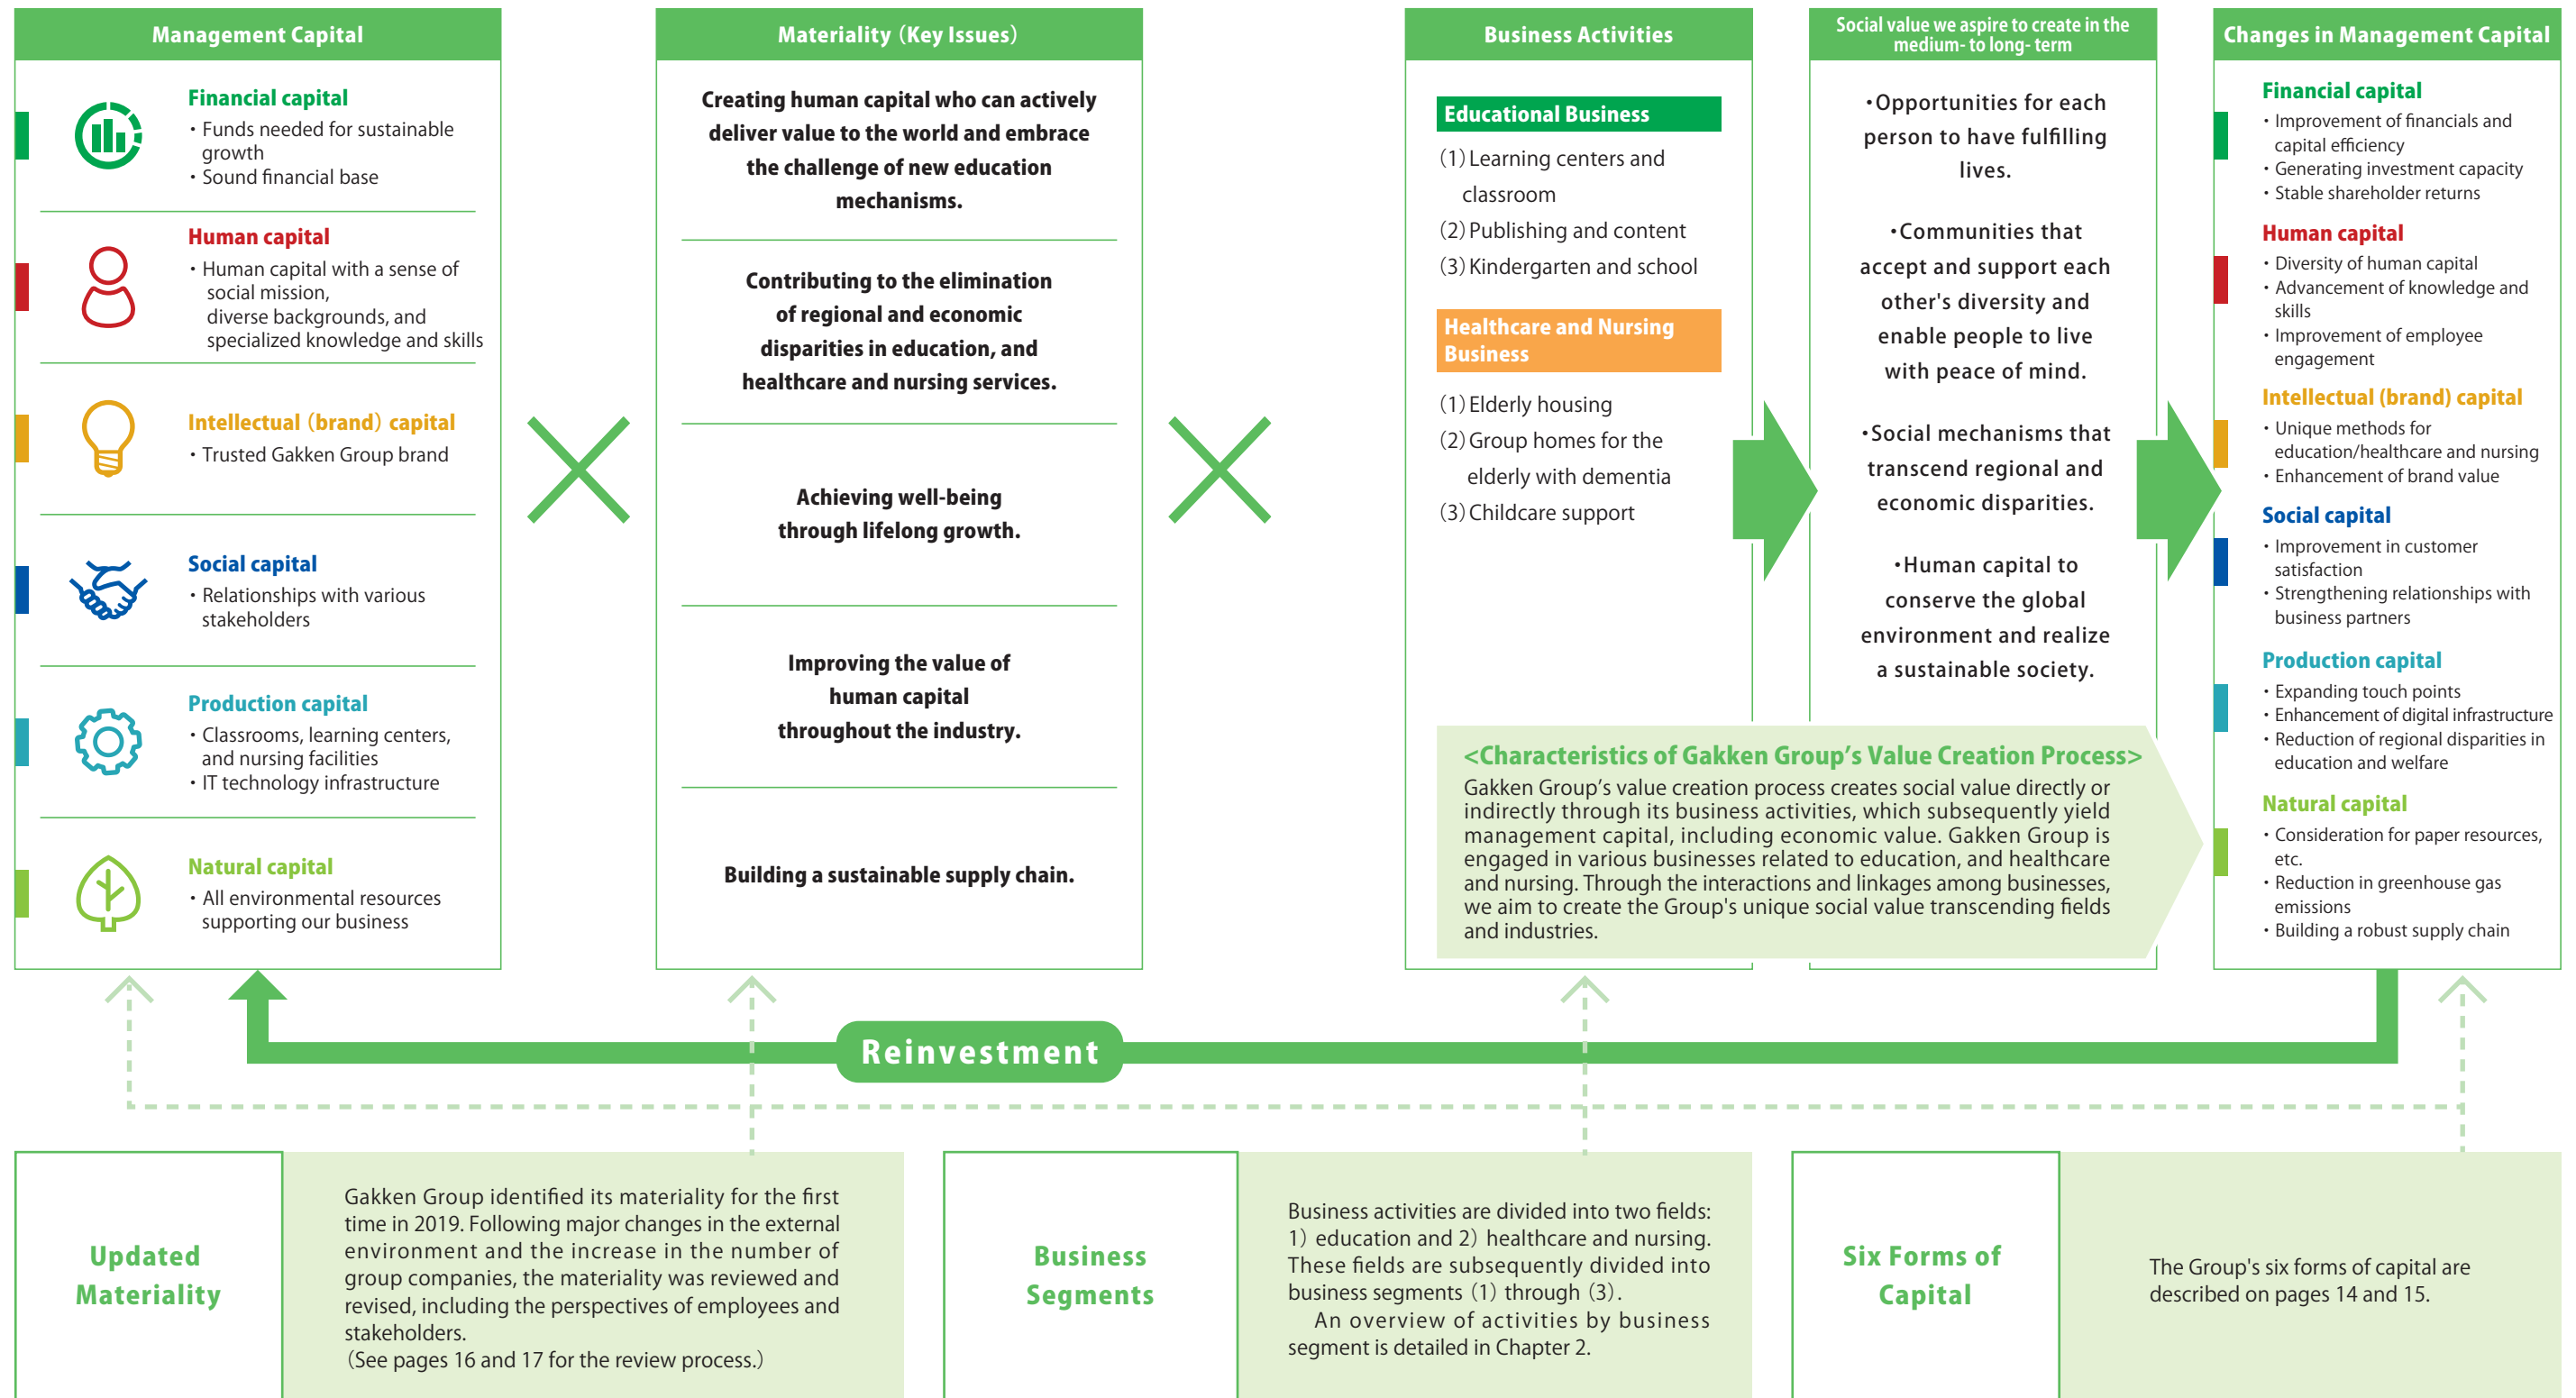 Management Capital
Financial capital
・Funds needed for sustainable
growth
・Sound financial base
Human capital
・Human capital with a sense of
social mission,
diverse backgrounds, and
specialized knowledge and skills
Intellectual（brand）capital
・Trusted Gakken Group brand
Social capital
・Relationships with various
stakeholders
Production capital
・Classrooms, learning centers,
and nursing facilities
・IT technology infrastructure
Natural capital
・All environmental resources
supporting our business
Materiality（Key Issues）
Creating human capital who can actively
deliver value to the world and embrace
the challenge of new education
mechanisms.
Contributing to the elimination
of regional and economic
disparities in education, and
healthcare and nursing services.
Achieving well-being
through lifelong growth.
Improving the value of
human capital
throughout the industry.
Building a sustainable supply chain.
Business Activities
Educational Business
（1）Learning centers and
classroom
（2）Publishing and content
（3）Kindergarten and school
Healthcare and Nursing
Business
（1）Elderly housing
（2）Group homes for the
elderly with dementia
（3）Childcare support
Social value we aspire to create in the
medium- to long- term
・Opportunities for each
person to have fulfilling
lives.
・Communities that
accept and support each
other's diversity and
enable people to live
with peace of mind.
・Social mechanisms that
transcend regional and
economic disparities.
・Human capital to
conserve the global
environment and realize
a sustainable society.
<Characteristics of Gakken Group’s Value Creation Process>
Gakken Group’s value creation process creates social value directly or
indirectly through its business activities, which subsequently yield
management capital, including economic value. Gakken Group is
engaged in various businesses related to education, and healthcare
and nursing. Through the interactions and linkages among businesses,
we aim to create the Group's unique social value transcending fields
and industries.
Changes in Management Capital
Financial capital
・Improvement of financials and
capital efficiency
・Generating investment capacity
・Stable shareholder returns
Human capital
・Diversity of human capital
・Advancement of knowledge and
skills
・Improvement of employee
engagement
Intellectual (brand) capital
・Unique methods for
education/healthcare and nursing
・Enhancement of brand value
Social capital
・Improvement in customer
satisfaction
・Strengthening relationships with
business partners
Production capital
・Expanding touch points
・Enhancement of digital infrastructure
・Reduction of regional disparities in
education and welfare
Natural capital
・Consideration for paper resources,
etc.
・Reduction in greenhouse gas
emissions
・Building a robust supply chain
Reinvestment
Updated
Materiality
Gakken Group identified its materiality for the first
time in 2019. Following major changes in the external
environment and the increase in the number of
group companies, the materiality was reviewed and
revised, including the perspectives of employees and
stakeholders.
（See pages 16 and 17 for the review process.）
Business
Segments
Business activities are divided into two fields:
1）education and 2）healthcare and nursing.
These fields are subsequently divided into
business segments（1）through（3）.
An overview of activities by business
segment is detailed in Chapter 2.
Six Forms of
Capital
The Group's six forms of capital are
described on pages 14 and 15.